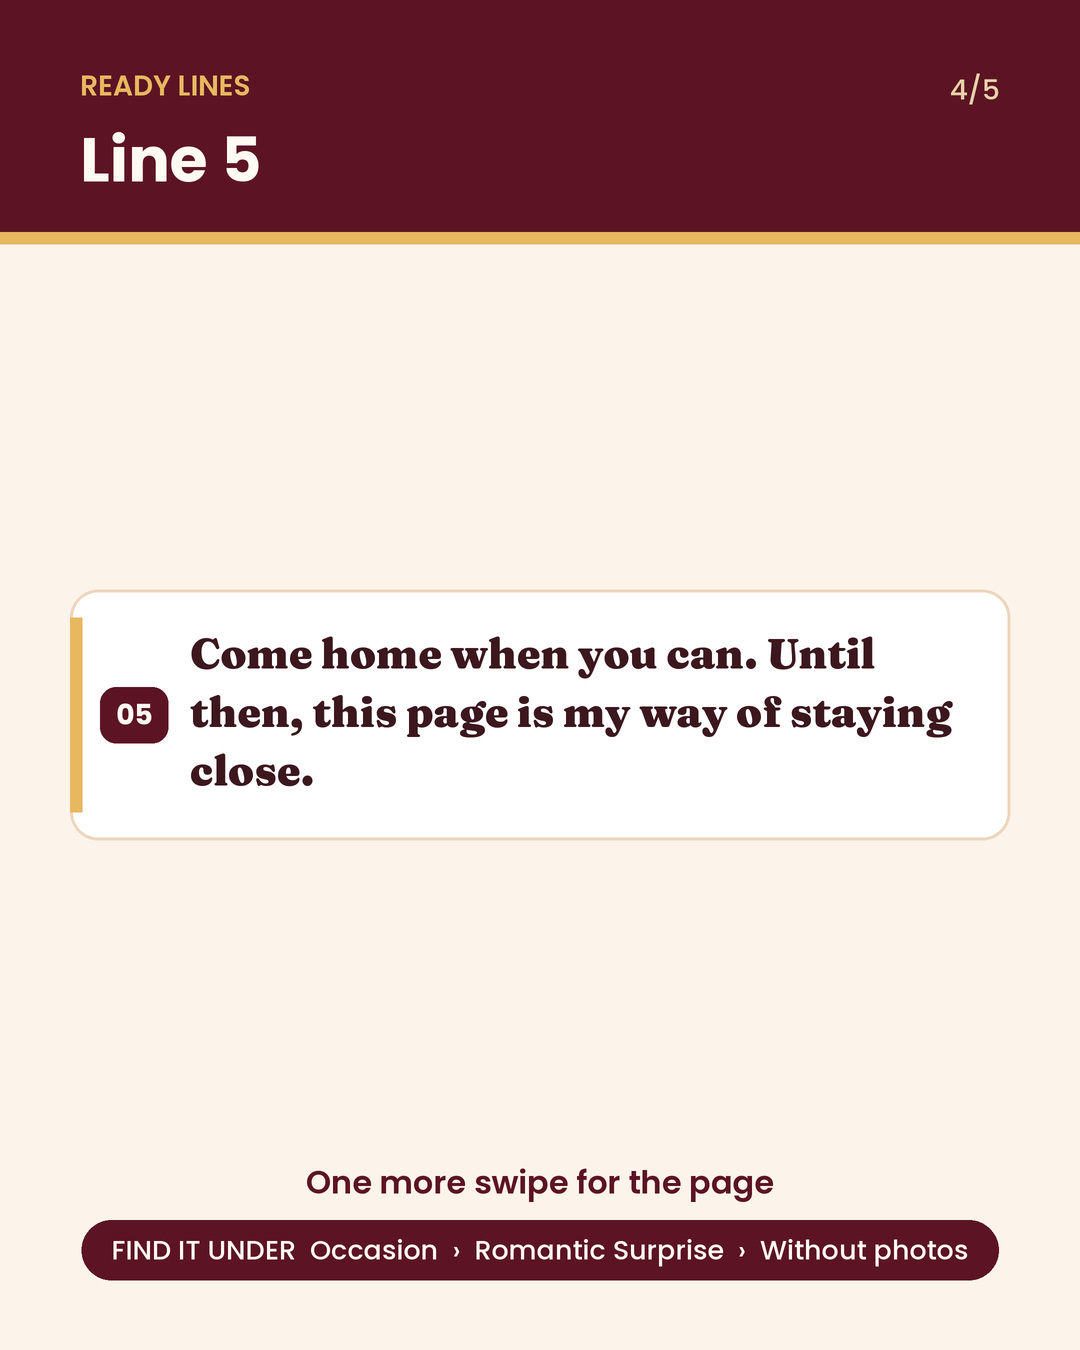 READY LINES
4/5
Line 5
05
Come home when you can. Until
then, this page is my way of staying
close.
One more swipe for the page
FIND IT UNDER Occasion › Romantic Surprise › Without photos